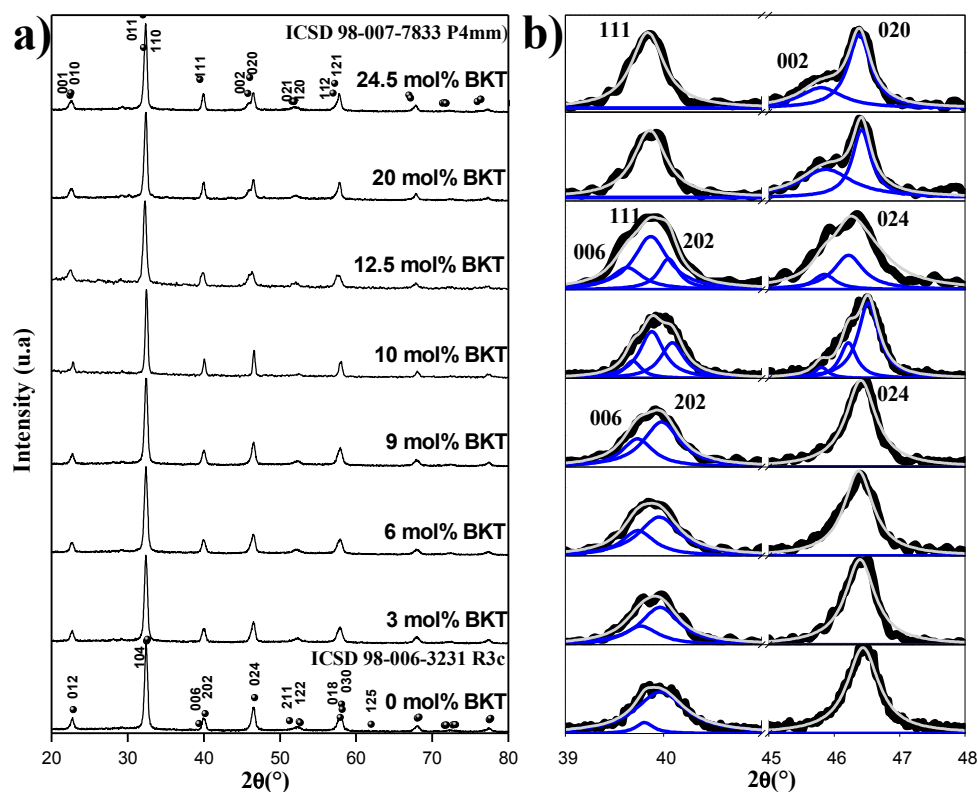 a)
ICSD 98-007-7833 P4mm)
001
010
011
110
111
002
020
021
120
112
121
24.5 mol% BKT
20 mol% BKT
12.5 mol% BKT
10 mol% BKT
9 mol% BKT
6 mol% BKT
3 mol% BKT
ICSD 98-006-3231 R3c
0 mol% BKT
012
104
006
202
024
211
122
018
030
125
Intensity (u.a)
20 30 40 50 60 70 80
2θ(°)
b)
111
002
020
111
006
202
024
006
202
024
39 40 45 46 47 48
2θ(°)